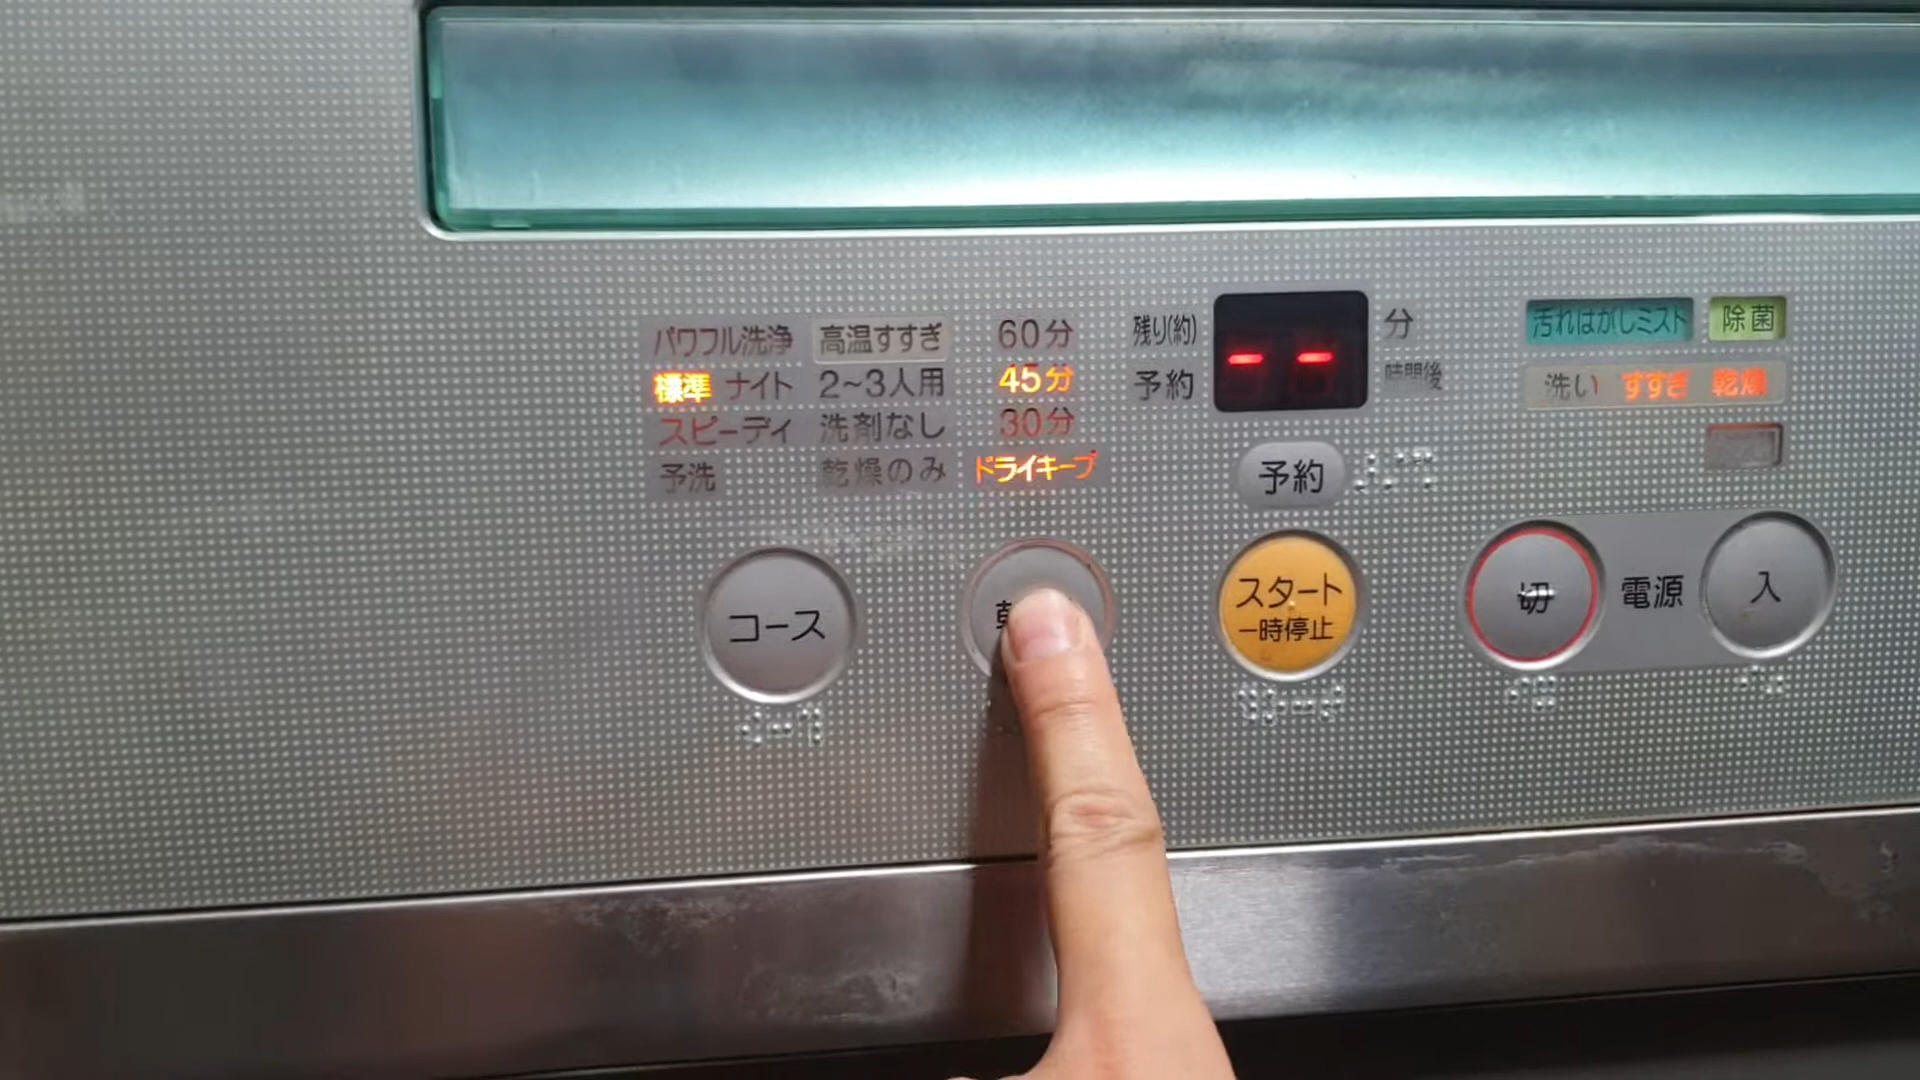 パワフル洗浄 高温すすぎ 60分
標準 ナイト 2~3人用 45分
スピーディ 洗剤なし 30分
予洗 乾燥のみ ドライキープ
残り(約) -- 分
予約 時間後
汚れはがしミスト 除菌
洗い すすぎ 乾燥
予約
コース
スタート
一時停止
切 電源 入